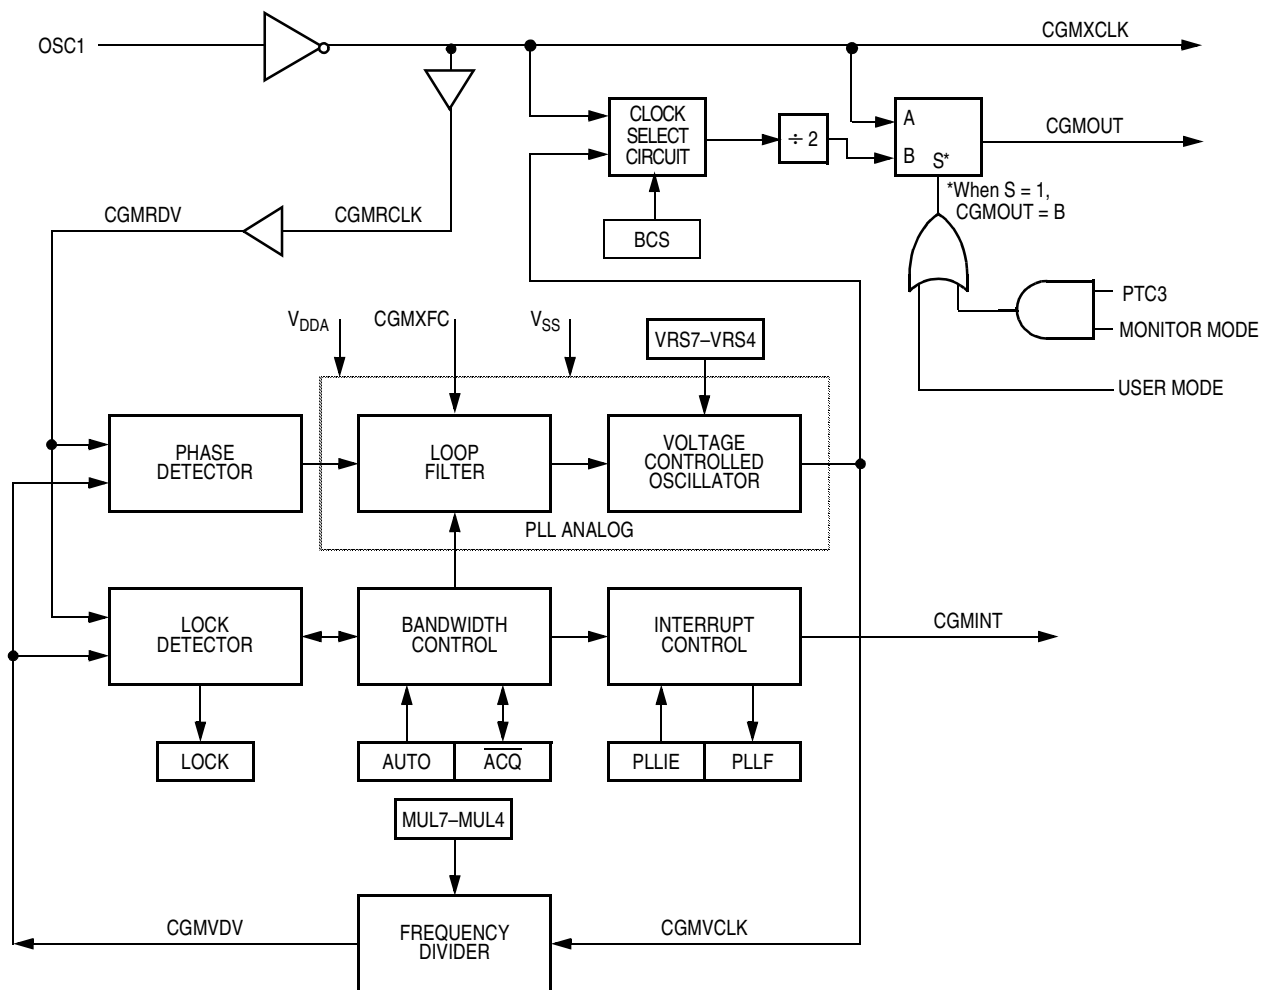 CGMXCLK
OSC1
CLOCK
SELECT
CIRCUIT
÷ 2
A
B
S*
CGMOUT
*When S = 1,
CGMOUT = B
CGMRDV
CGMRCLK
BCS
PTC3
MONITOR MODE
USER MODE
VDDA
CGMXFC
VSS
VRS7–VRS4
PHASE
DETECTOR
LOOP
FILTER
VOLTAGE
CONTROLLED
OSCILLATOR
PLL ANALOG
LOCK
DETECTOR
BANDWIDTH
CONTROL
INTERRUPT
CONTROL
CGMINT
LOCK
AUTO
ACQ
PLLIE
PLLF
MUL7–MUL4
CGMVDV
FREQUENCY
DIVIDER
CGMVCLK